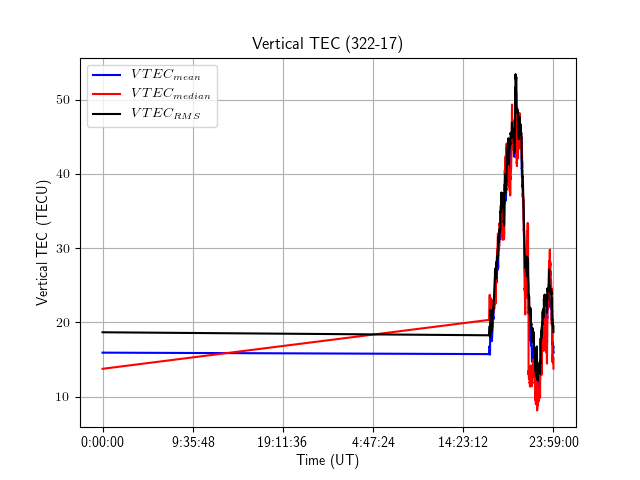 Vertical TEC (322-17)
VTEC_mean
VTEC_median
VTEC_RMS
Vertical TEC (TECU)
50
40
30
20
10
0:00:00 9:35:48 19:11:36 4:47:24 14:23:12 23:59:00
Time (UT)